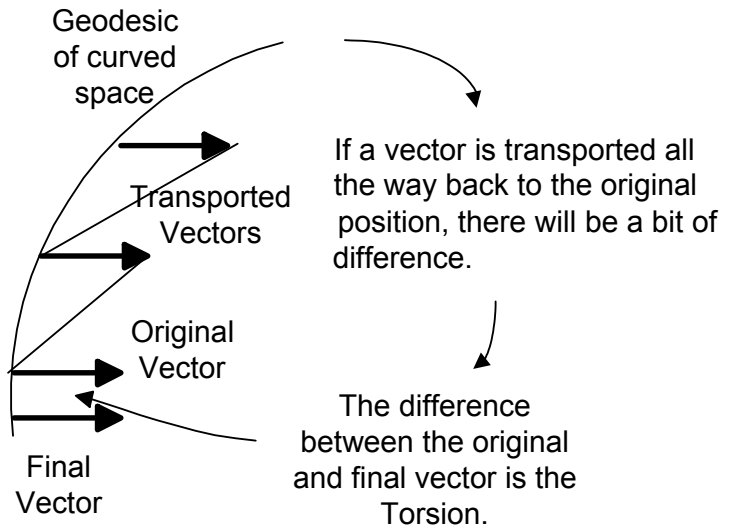 Geodesic
of curved
space
If a vector is transported all
the way back to the original
position, there will be a bit of
difference.
Transported
Vectors
Original
Vector
The difference
between the original
and final vector is the
Torsion.
Final
Vector